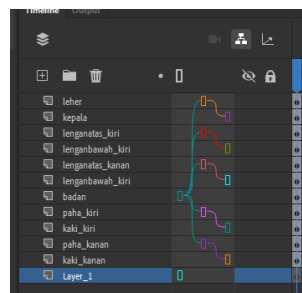 Timeline Output
leher
kepala
lenganatas_kiri
lenganbawah_kiri
lenganatas_kanan
lenganbawah_kiri
badan
paha_kiri
kaki_kiri
paha_kanan
kaki_kanan
Layer_1